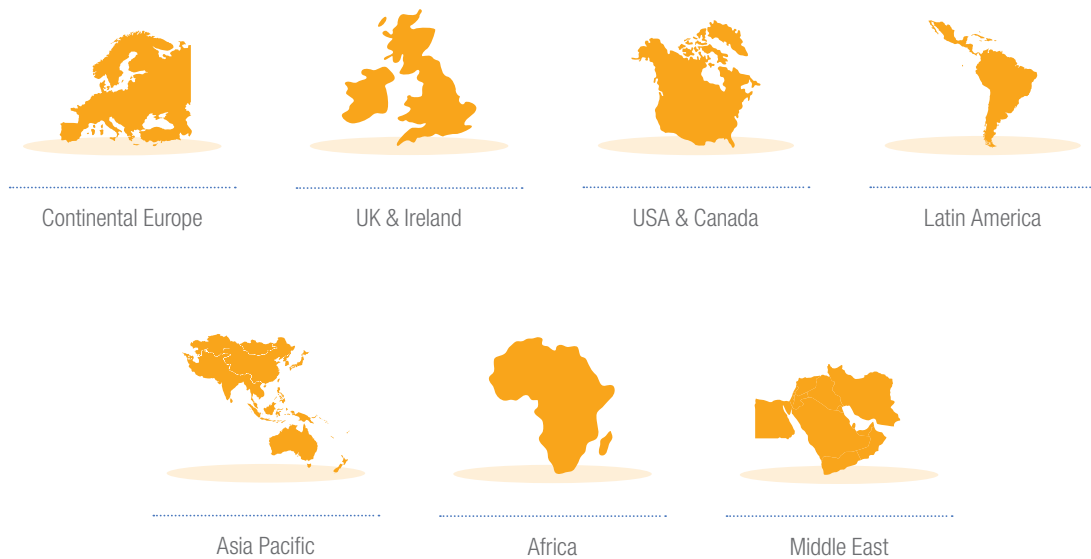 Continental Europe
UK & Ireland
USA & Canada
Latin America
Asia Pacific
Africa
Middle East